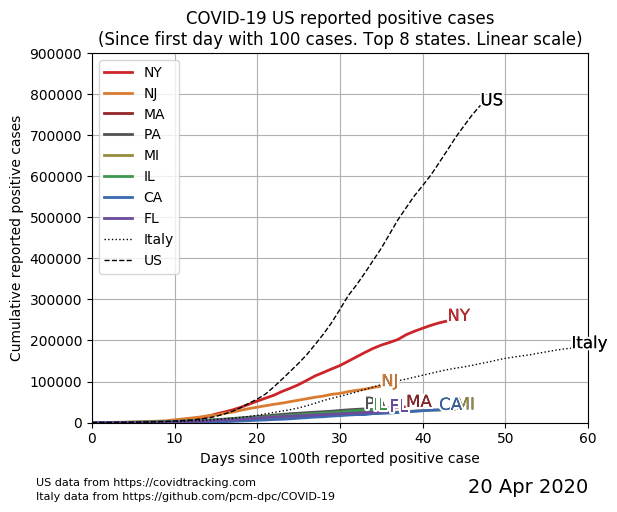 COVID-19 US reported positive cases
(Since first day with 100 cases. Top 8 states. Linear scale)
900000
800000
700000
600000
500000
400000
300000
200000
100000
0
Cumulative reported positive cases
NY
NJ
MA
PA
MI
IL
CA
FL
Italy
US
US
NY
Italy
NJ
PA IL FL MA CA MI
0 10 20 30 40 50 60
Days since 100th reported positive case
US data from https://covidtracking.com
Italy data from https://github.com/pcm-dpc/COVID-19
20 Apr 2020